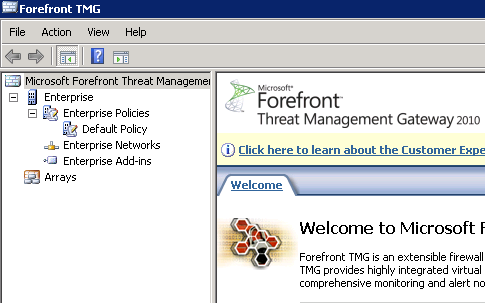 Forefront TMG
File Action View Help
Microsoft Forefront Threat Manageme
Enterprise
Enterprise Policies
Default Policy
Enterprise Networks
Enterprise Add-ins
Arrays
Microsoft®
Forefront™
Threat Management Gateway 2010
Click here to learn about the Customer Expe
Welcome
Welcome to Microsoft F
Forefront TMG is an extensible firewall
TMG provides highly integrated virtual
comprehensive monitoring and alert no